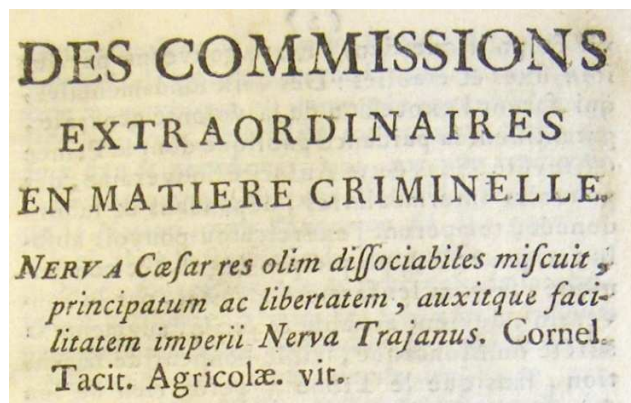 DES COMMISSIONS
EXTRAORDINAIRES
EN MATIERE CRIMINELLE.
NERVA Cæſar res olim diſſociabiles miſcuit,
principatum ac libertatem, auxitque faci-
litatem imperii Nerva Trajanus. Cornel.
Tacit. Agricolæ. vit.